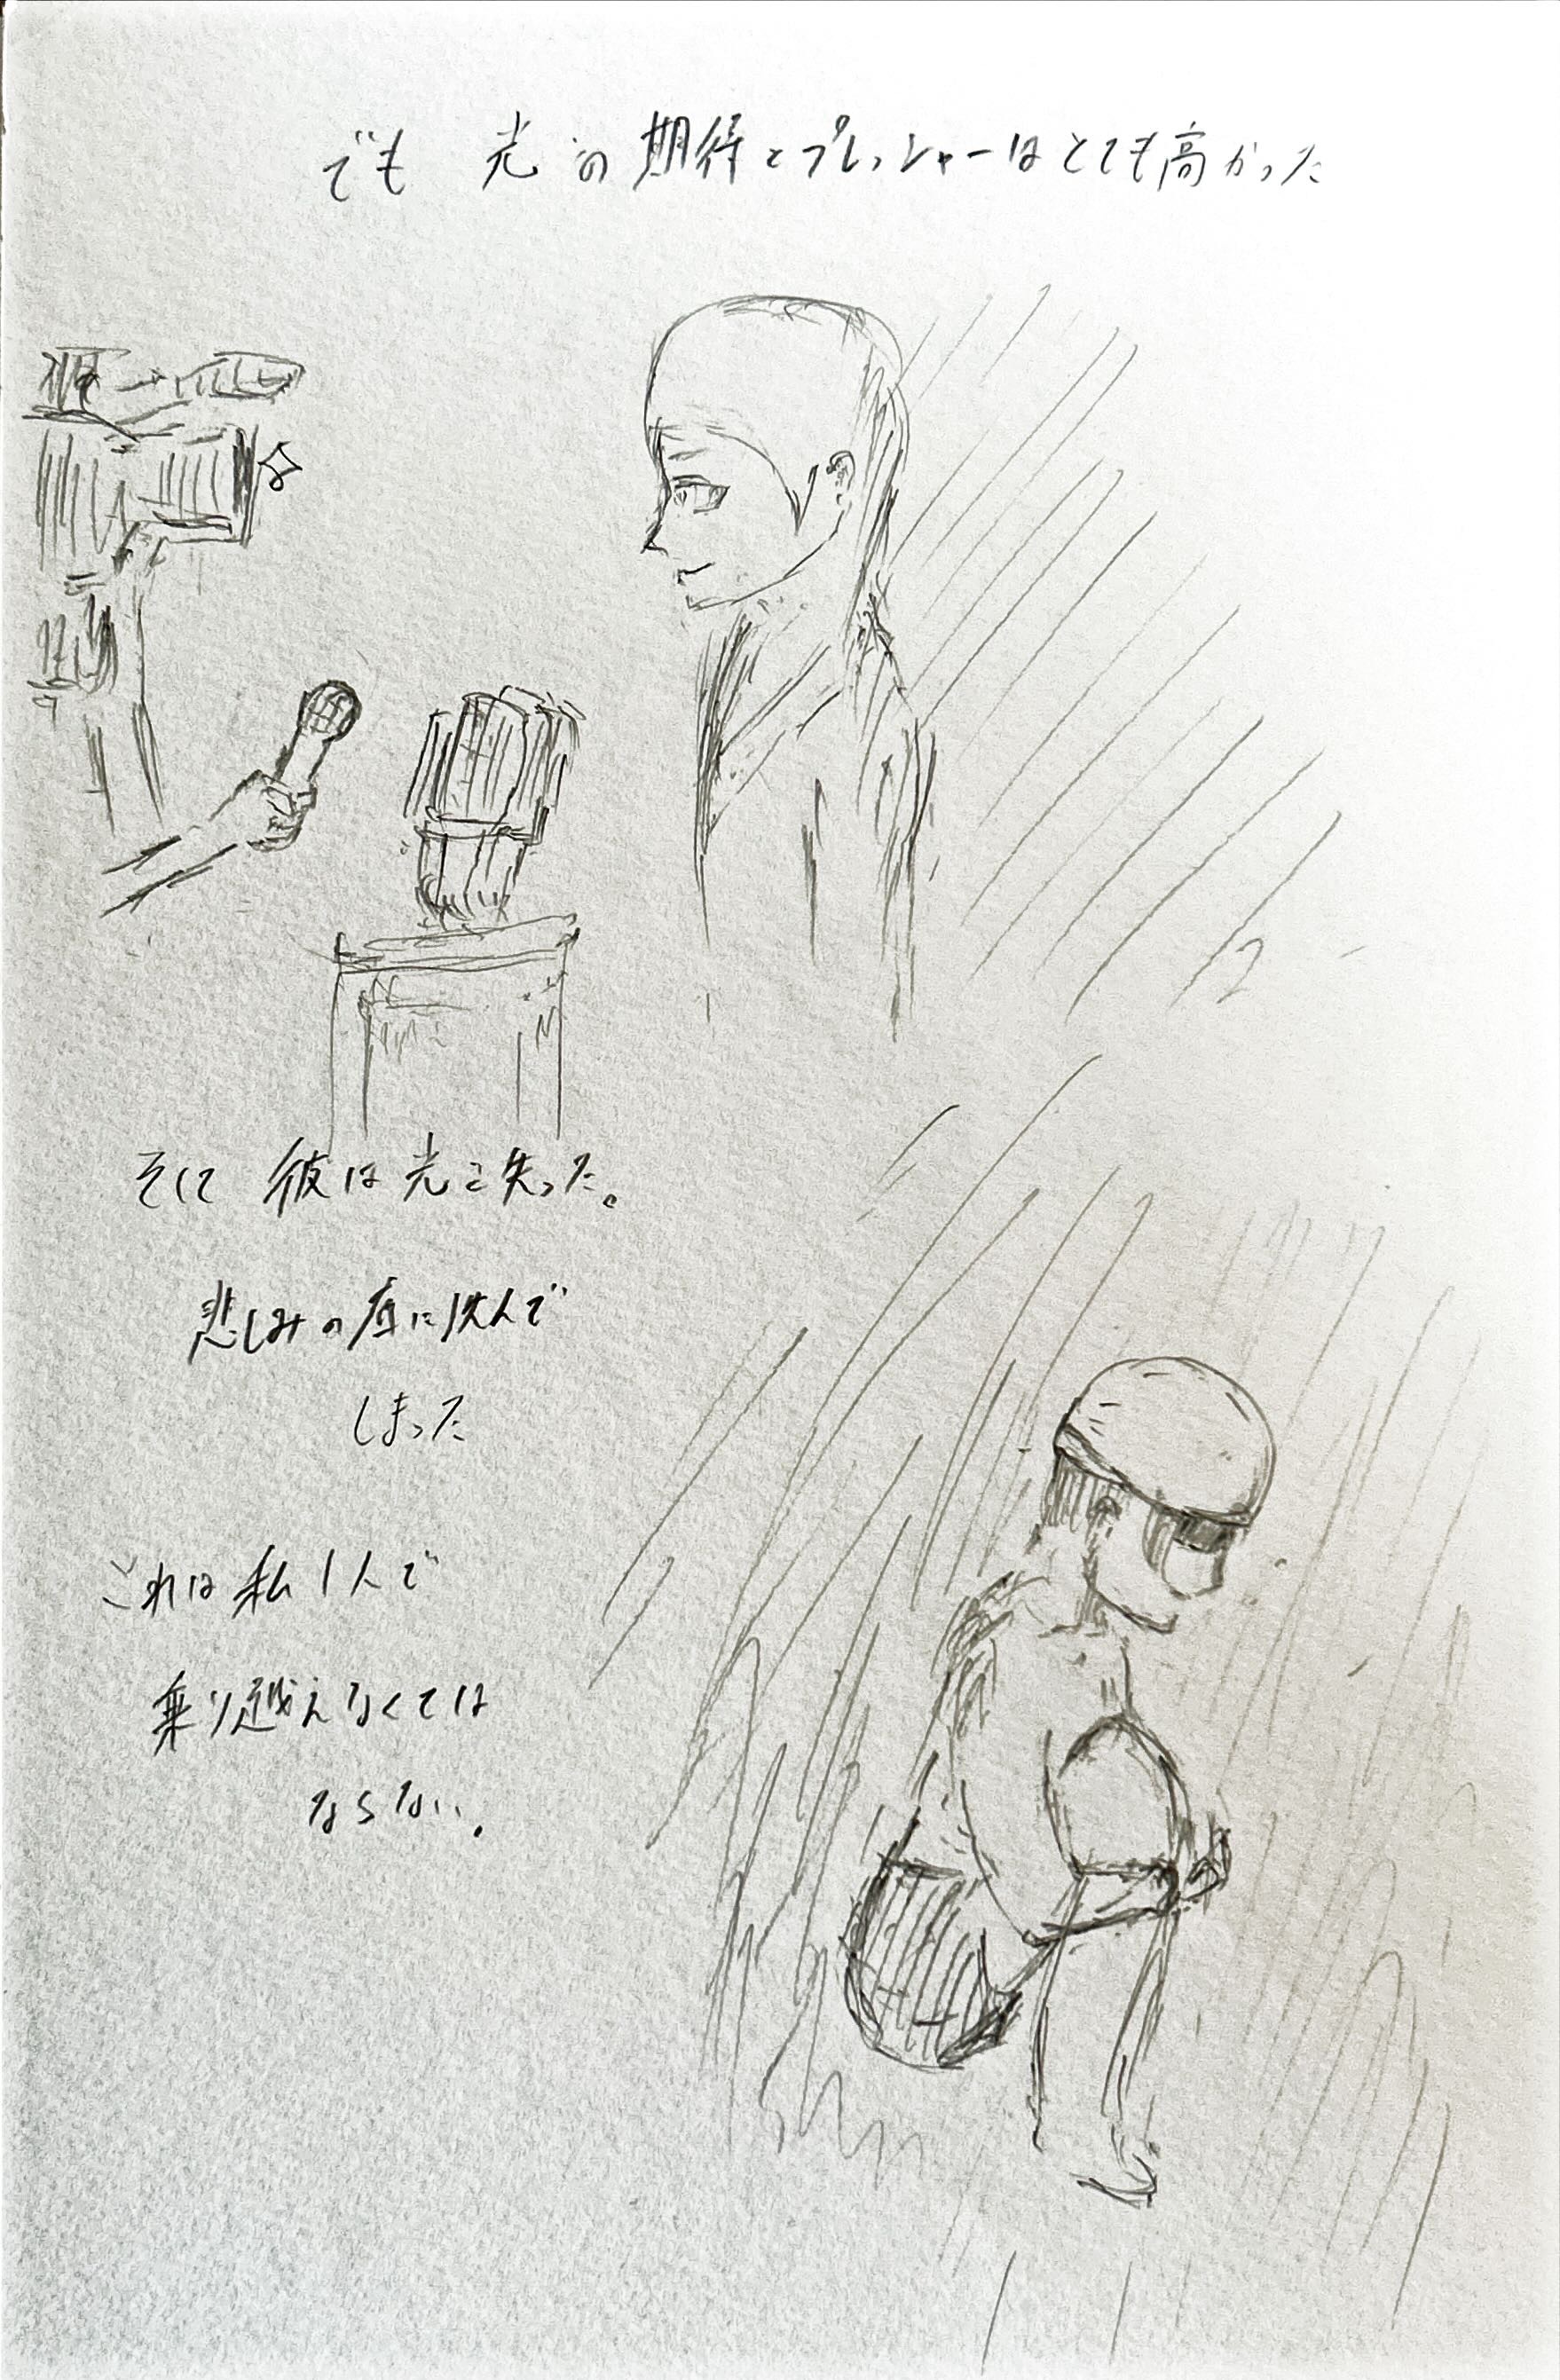 でも 光の期待とプレッシャーはとても高かった
そして 彼は光を失った。
悲しみの底に沈んで
しまった
これは私1人で
乗り越えなくては
ならない.